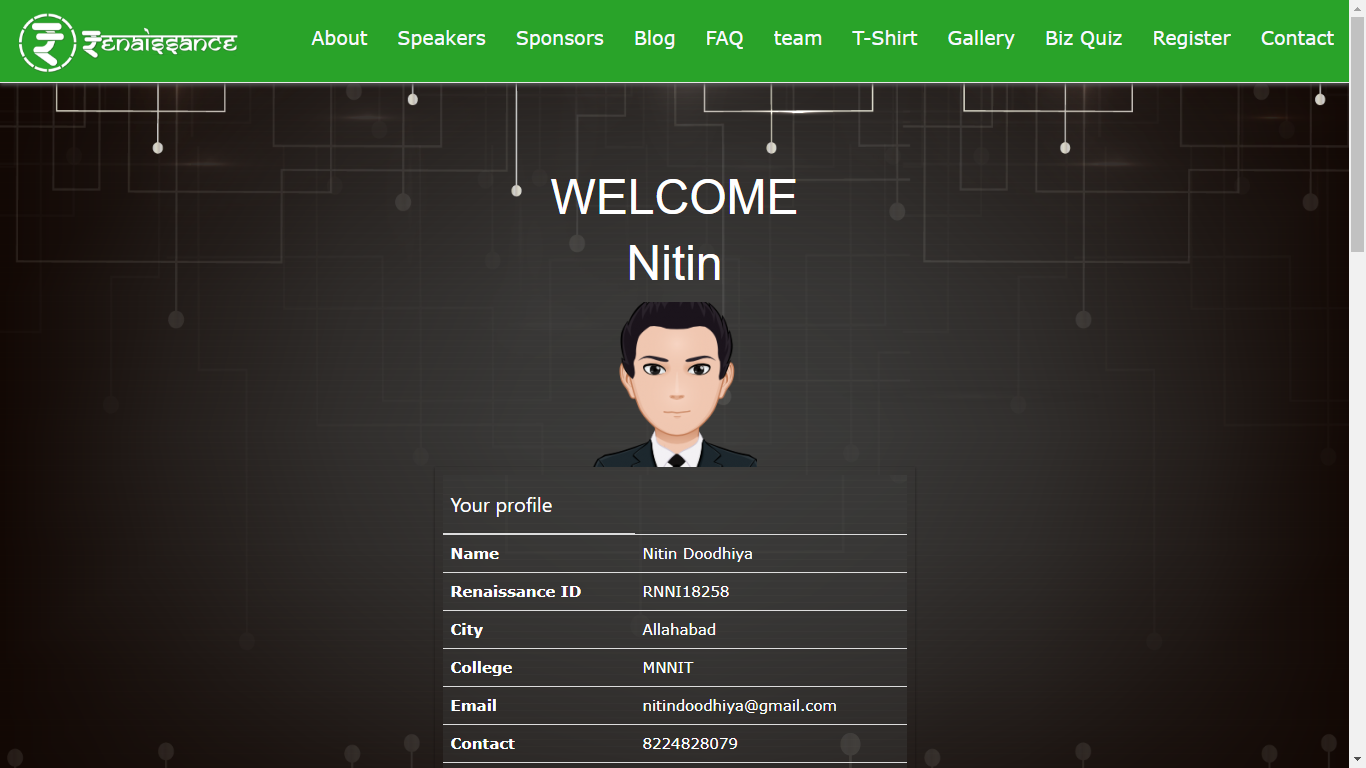 ₹ ₹enaissance About Speakers Sponsors Blog FAQ team T-Shirt Gallery Biz Quiz Register Contact
WELCOME
Nitin
Your profile
Name Nitin Doodhiya
Renaissance ID RNNI18258
City Allahabad
College MNNIT
Email nitindoodhiya@gmail.com
Contact 8224828079